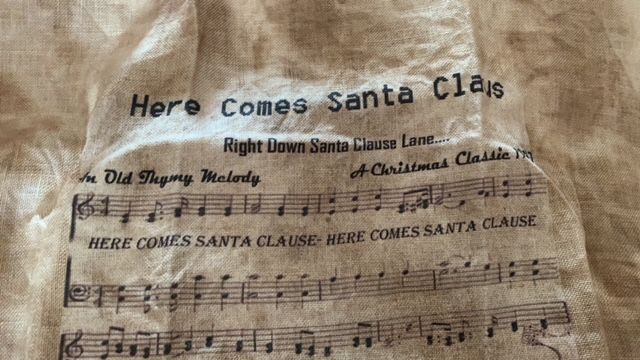 Here Comes Santa Claus
Right Down Santa Clause Lane....
An Old Thymy Melody
A Christmas Classic
HERE COMES SANTA CLAUSE- HERE COMES SANTA CLAUSE